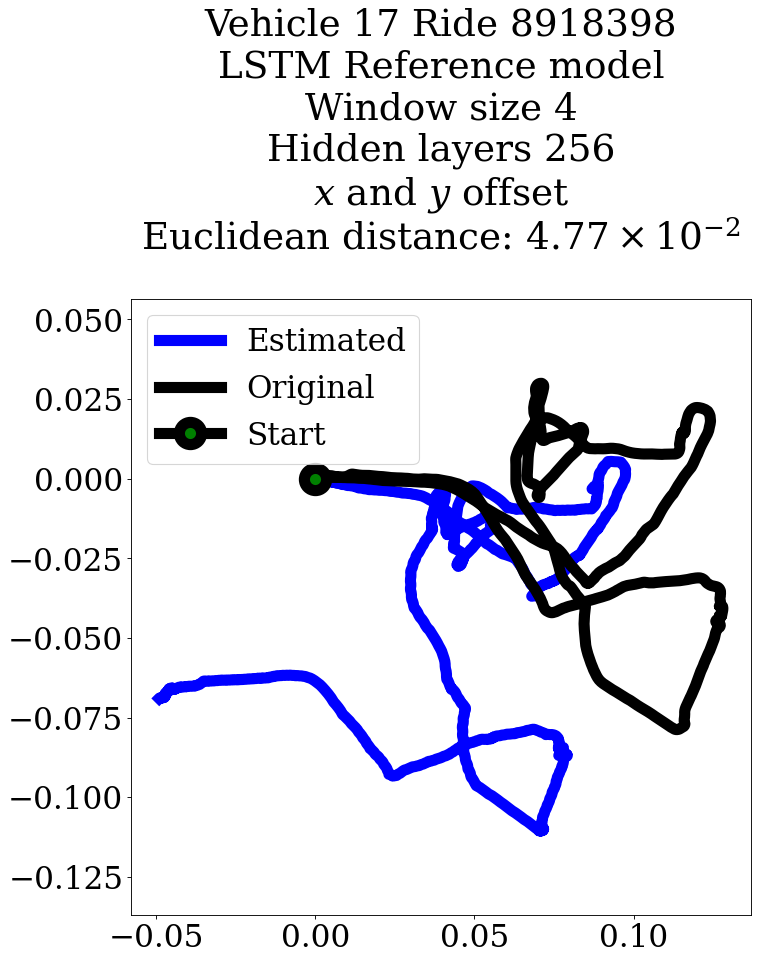 Vehicle 17 Ride 8918398
LSTM Reference model
Window size 4
Hidden layers 256
x and y offset
Euclidean distance: 4.77 × 10⁻²
Estimated
Original
Start
0.050
0.025
0.000
−0.025
−0.050
−0.075
−0.100
−0.125
−0.05 0.00 0.05 0.10